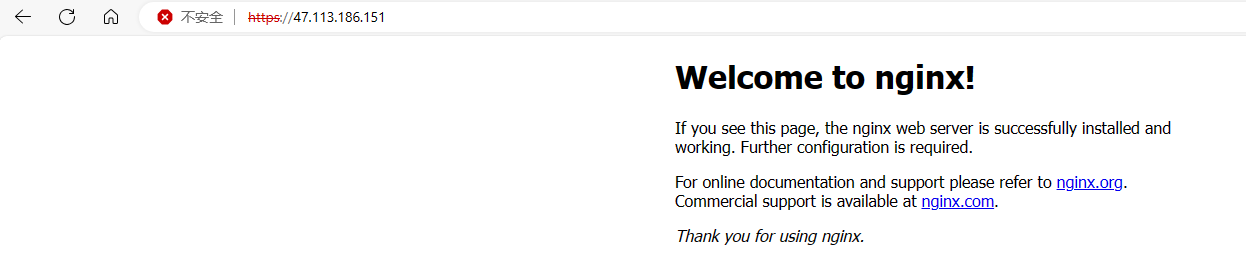 不安全 https://47.113.186.151
Welcome to nginx!
If you see this page, the nginx web server is successfully installed and
working. Further configuration is required.
For online documentation and support please refer to nginx.org.
Commercial support is available at nginx.com.
Thank you for using nginx.